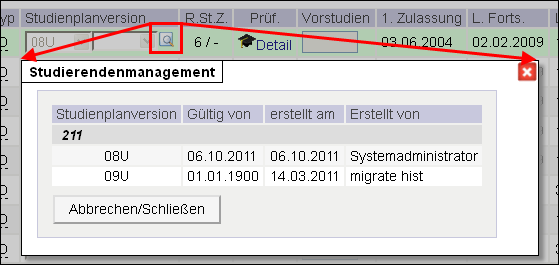 yp Studienplanversion R.St.Z. Prüf. Vorstudien 1. Zulassung L. Forts.
08U 6 / - Detail 03.06.2004 02.02.2009
Studierendenmanagement
Studienplanversion Gültig von erstellt am Erstellt von
211
08U 06.10.2011 06.10.2011 Systemadministrator
09U 01.01.1900 14.03.2011 migrate hist
Abbrechen/Schließen